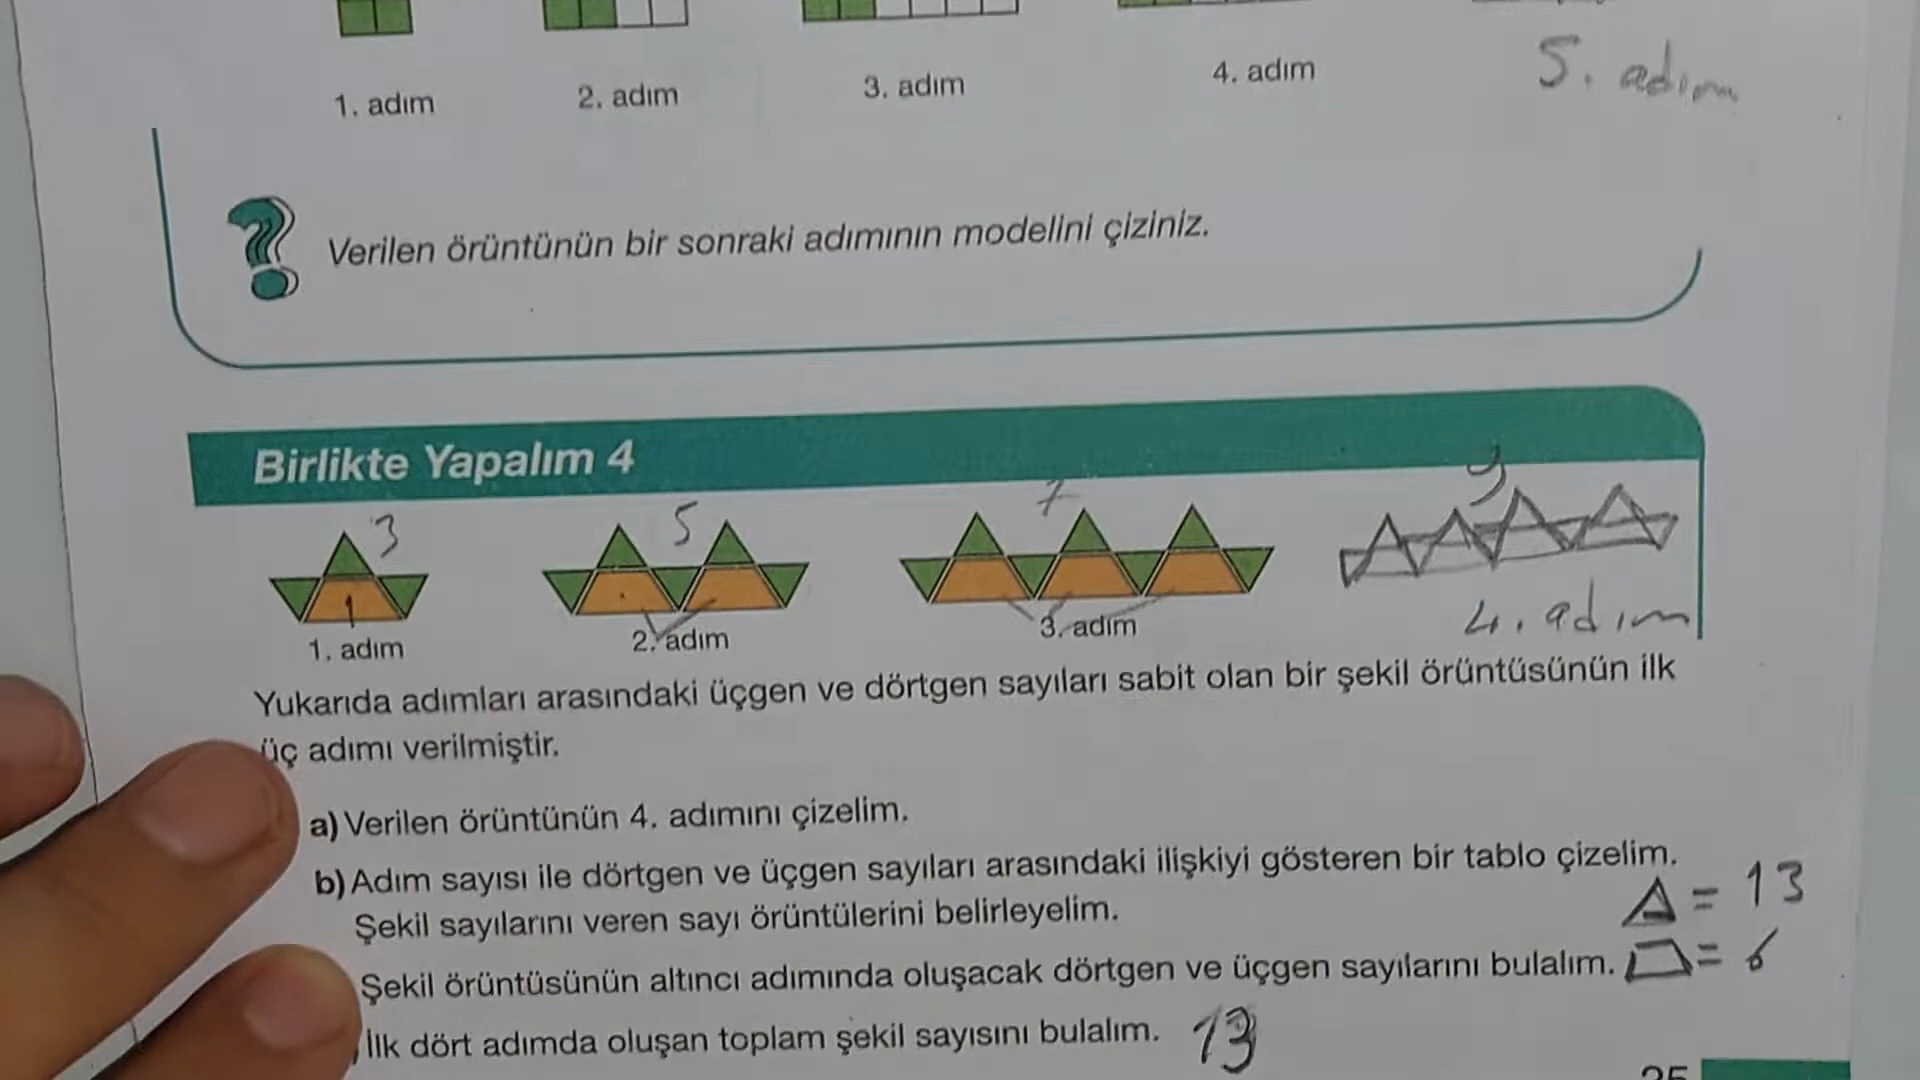 1. adım
2. adım
3. adım
4. adım
5. adım
Verilen örüntünün bir sonraki adımının modelini çiziniz.
Birlikte Yapalım 4
3
5
7
9
1
1. adım
2. adım
3. adım
4. adım
Yukarıda adımları arasındaki üçgen ve dörtgen sayıları sabit olan bir şekil örüntüsünün ilk
üç adımı verilmiştir.
a) Verilen örüntünün 4. adımını çizelim.
b) Adım sayısı ile dörtgen ve üçgen sayıları arasındaki ilişkiyi gösteren bir tablo çizelim.
Şekil sayılarını veren sayı örüntülerini belirleyelim.
= 13
Şekil örüntüsünün altıncı adımında oluşacak dörtgen ve üçgen sayılarını bulalım.
= 6
İlk dört adımda oluşan toplam şekil sayısını bulalım. 13